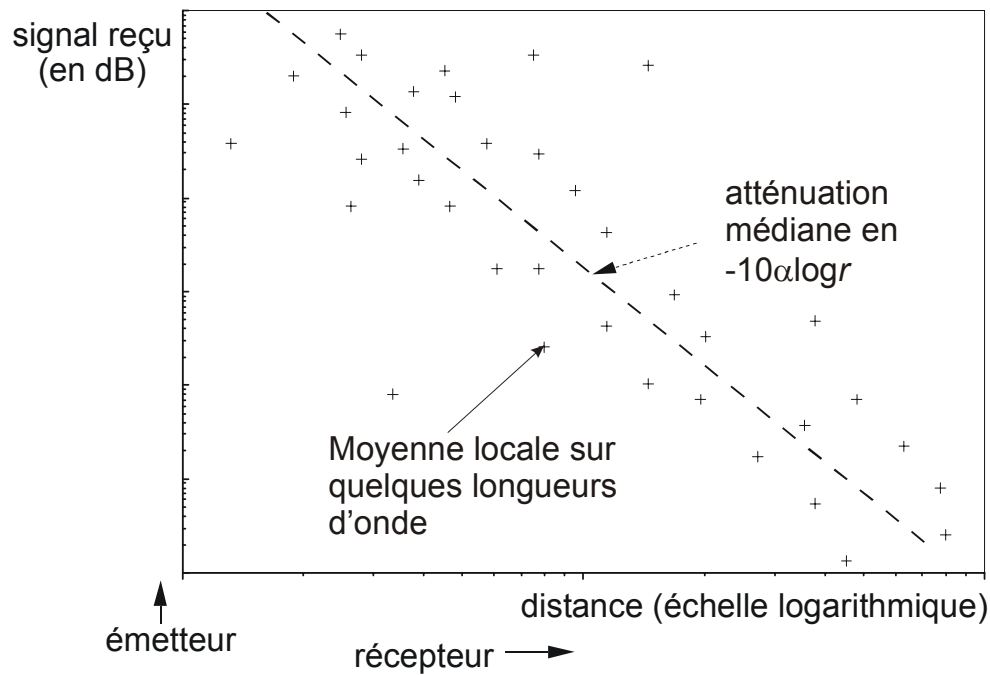 signal reçu
(en dB)
atténuation
médiane en
-10αlogr
Moyenne locale sur
quelques longueurs
d'onde
distance (échelle logarithmique)
émetteur
récepteur